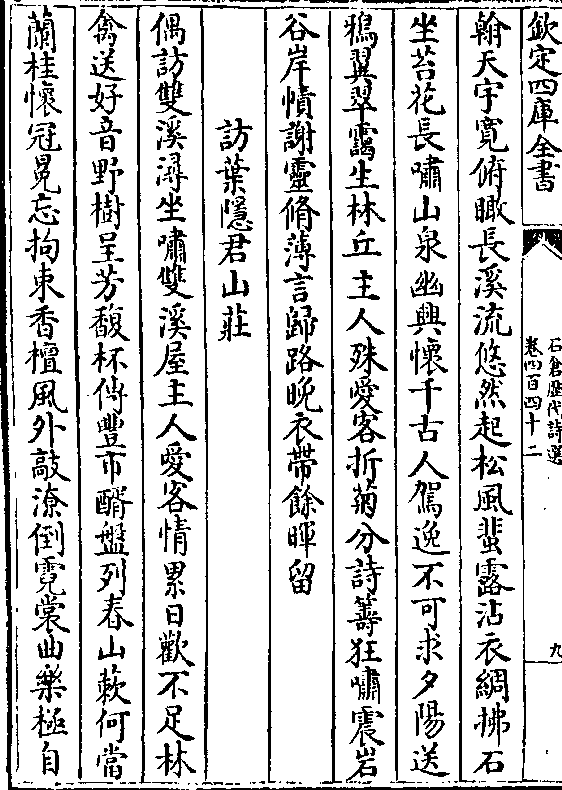 欽定四庫全書
石倉歷代詩選
卷四百四十二
九
翰天宇寬俯瞰長溪流悠然起松風蜚露沾衣綢拂石
坐苔花長嘯山泉幽興懷千古人駕逸不可求夕陽送
鴉翼翠靄生林丘主人殊愛客折菊分詩籌狂嘯震岩
谷岸幘謝靈脩薄言歸路晚衣帶餘暉留
訪葉隱君山莊
偶訪雙溪潯坐嘯雙溪屋主人愛客情累日歡不足林
禽送好音野樹呈芳馥杯傳豐市醑盤列春山蔌何當
蘭桂懷冠冕忘拘束香檀風外敲潦倒霓裳曲樂極自